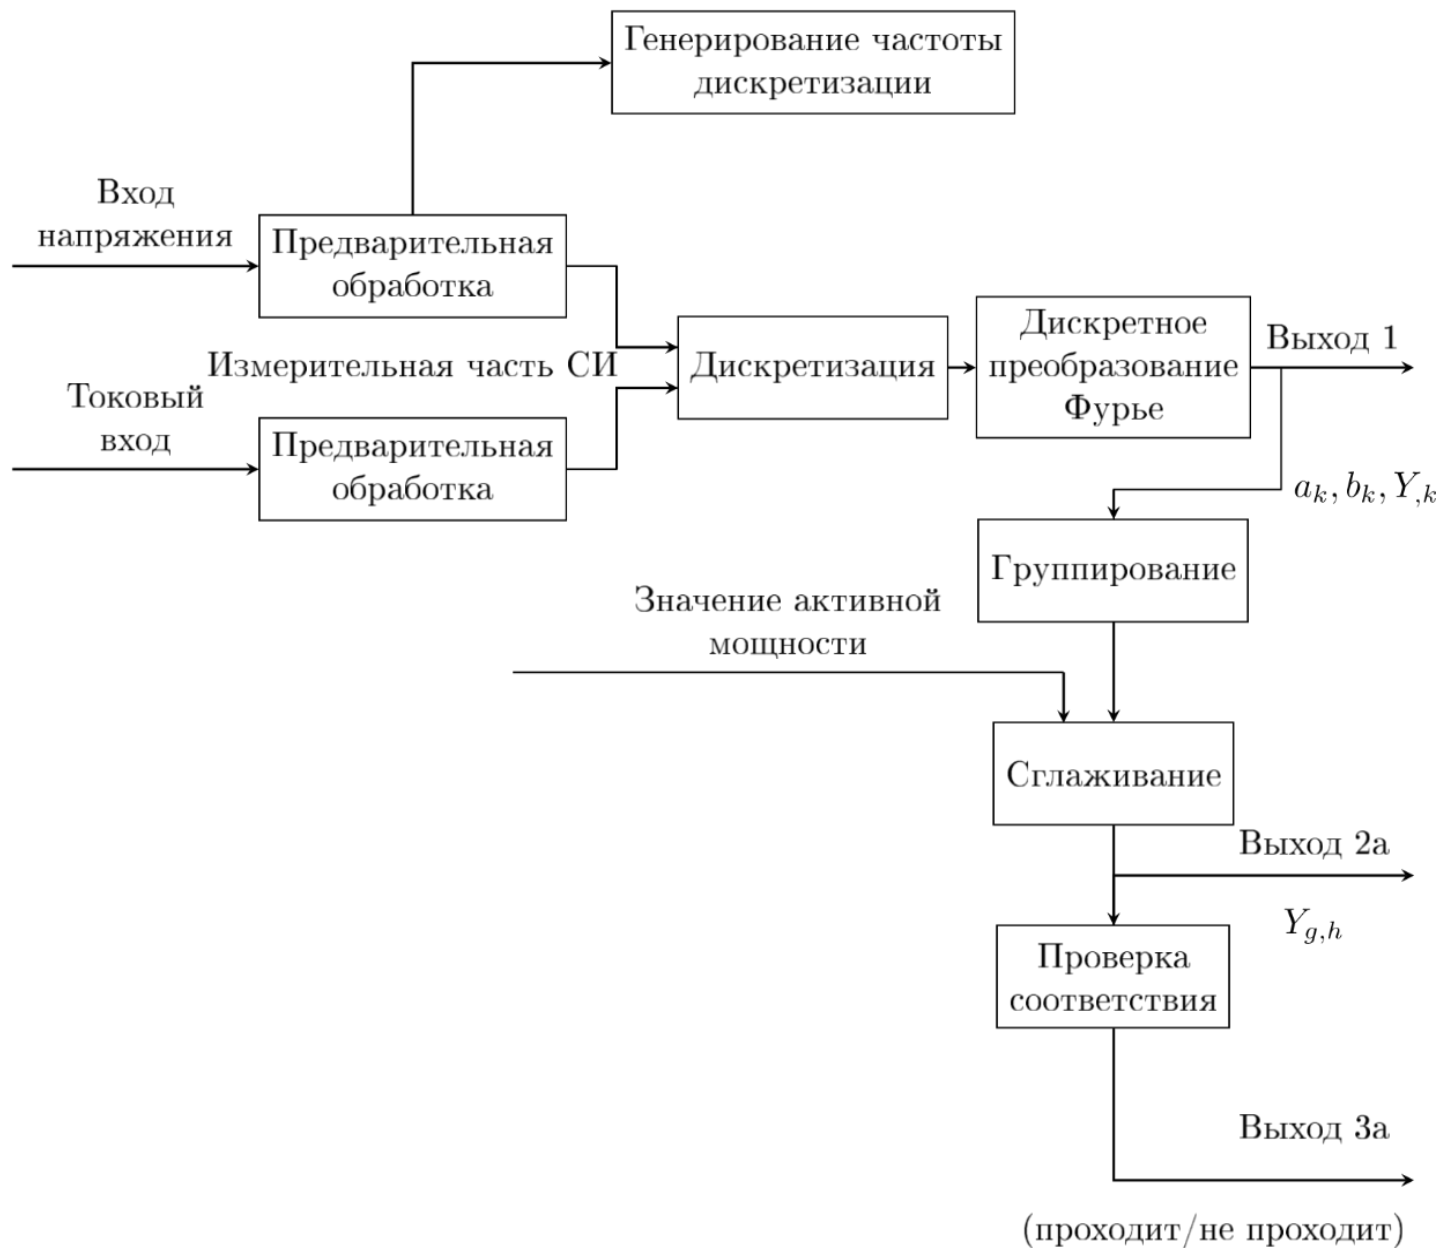 Генерирование частоты
дискретизации
Вход
напряжения
Предварительная
обработка
Измерительная часть СИ
Токовый
вход
Предварительная
обработка
Дискретизация
Дискретное
преобразование
Фурье
Выход 1
a_k, b_k, Y_{,k}
Группирование
Значение активной
мощности
Сглаживание
Выход 2а
Y_{g,h}
Проверка
соответствия
Выход 3а
(проходит/не проходит)